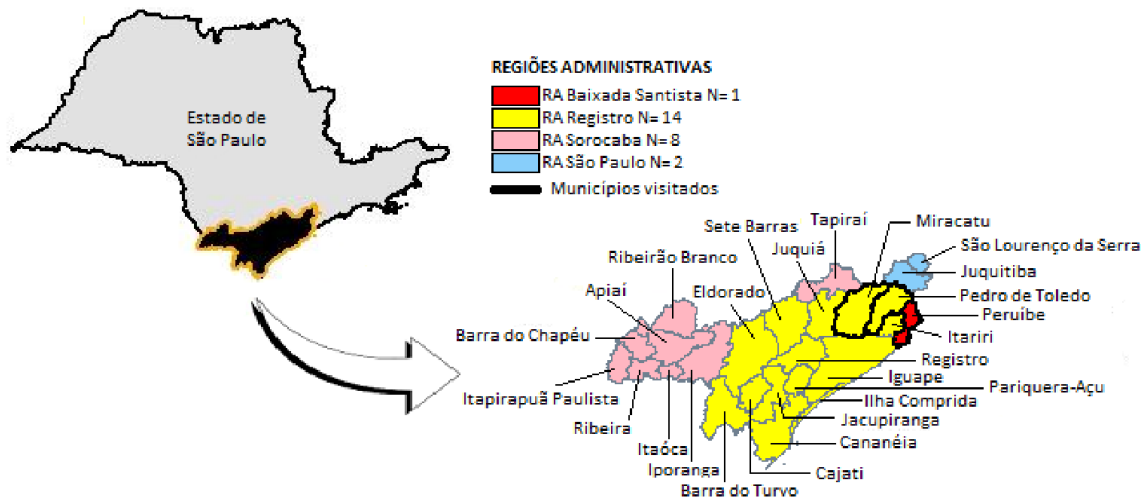 Estado de
São Paulo
REGIÕES ADMINISTRATIVAS
RA Baixada Santista N= 1
RA Registro N= 14
RA Sorocaba N= 8
RA São Paulo N= 2
Municípios visitados
Tapiraí
Miracatu
Sete Barras
São Lourenço da Serra
Juquiá
Ribeirão Branco
Juquitiba
Apiaí
Eldorado
Pedro de Toledo
Peruíbe
Barra do Chapéu
Itariri
Registro
Iguape
Itapirapuã Paulista
Pariquera-Açu
Ilha Comprida
Ribeira
Jacupiranga
Itaóca
Cananéia
Iporanga
Cajati
Barra do Turvo